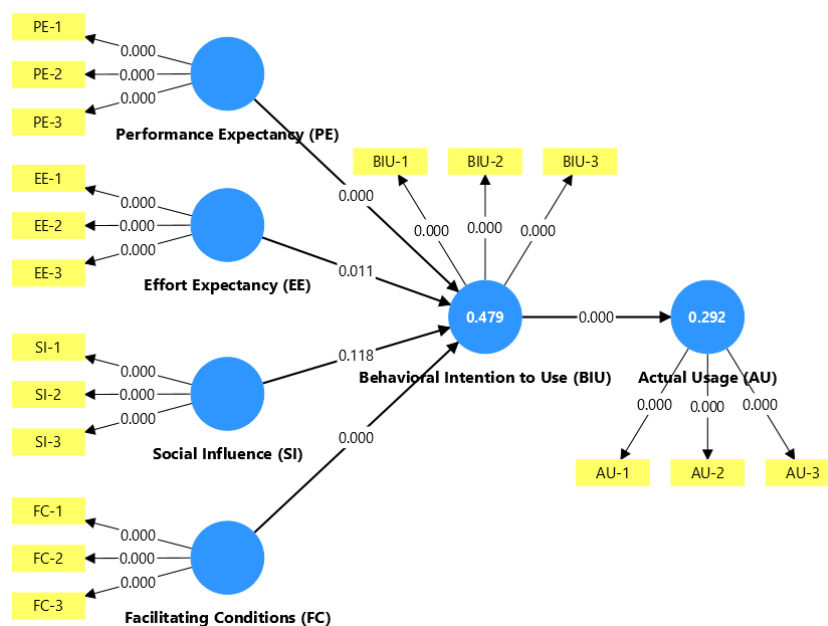 PE-1
0.000
PE-2
0.000
PE-3
0.000
Performance Expectancy (PE)
EE-1
0.000
EE-2
0.000
EE-3
0.000
Effort Expectancy (EE)
SI-1
0.000
SI-2
0.000
SI-3
0.000
Social Influence (SI)
FC-1
0.000
FC-2
0.000
FC-3
0.000
Facilitating Conditions (FC)
0.000
0.011
0.118
0.000
BIU-1
BIU-2
BIU-3
0.000
0.000
0.000
0.479
Behavioral Intention to Use (BIU)
0.000
0.292
Actual Usage (AU)
0.000
0.000
0.000
AU-1
AU-2
AU-3